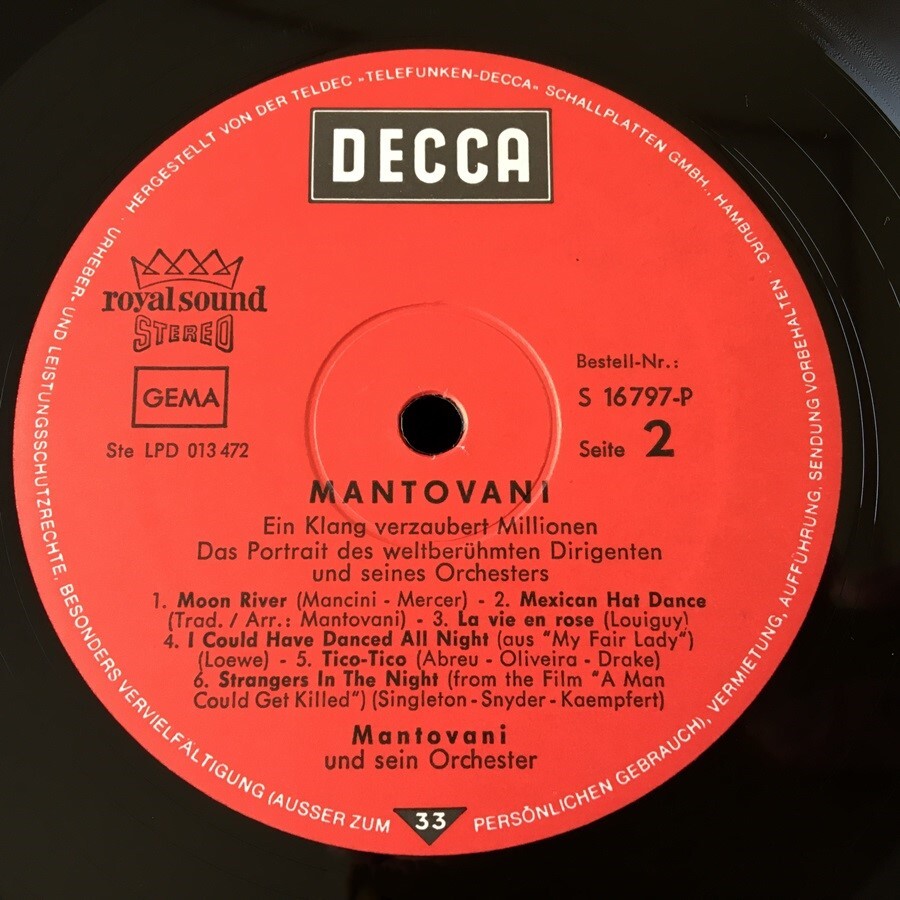 HERGESTELLT VON DER TELDEC »TELEFUNKEN-DECCA« SCHALLPLATTEN GMBH., HAMBURG · URHEBER- UND LEISTUNGSSCHUTZRECHTE, BESONDERS VERVIELFÄLTIGUNG (AUSSER ZUM PERSÖNLICHEN GEBRAUCH), VERMIETUNG, AUFFÜHRUNG, SENDUNG VORBEHALTEN ·
DECCA
royal sound
STEREO
GEMA
Ste LPD 013 472
Bestell-Nr.:
S 16797-P
Seite 2
MANTOVANI
Ein Klang verzaubert Millionen
Das Portrait des weltberühmten Dirigenten
und seines Orchesters
1. Moon River (Mancini - Mercer) - 2. Mexican Hat Dance
(Trad. / Arr.: Mantovani) - 3. La vie en rose (Louiguy)
4. I Could Have Danced All Night (aus "My Fair Lady")
(Loewe) - 5. Tico-Tico (Abreu - Oliveira - Drake)
6. Strangers In The Night (from the Film "A Man
Could Get Killed") (Singleton - Snyder - Kaempfert)
Mantovani
und sein Orchester
33